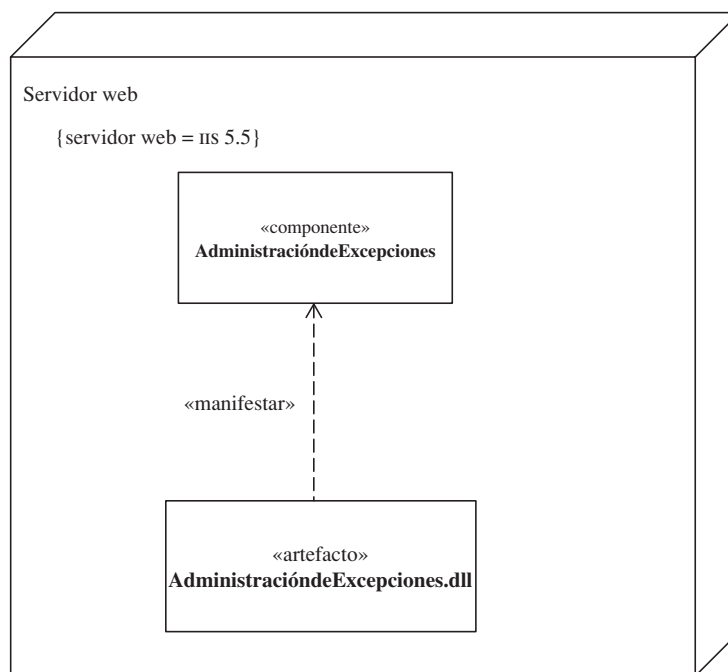 Servidor web
{servidor web = IIS 5.5}
«componente»
AdministracióndeExcepciones
«manifestar»
«artefacto»
AdministracióndeExcepciones.dll